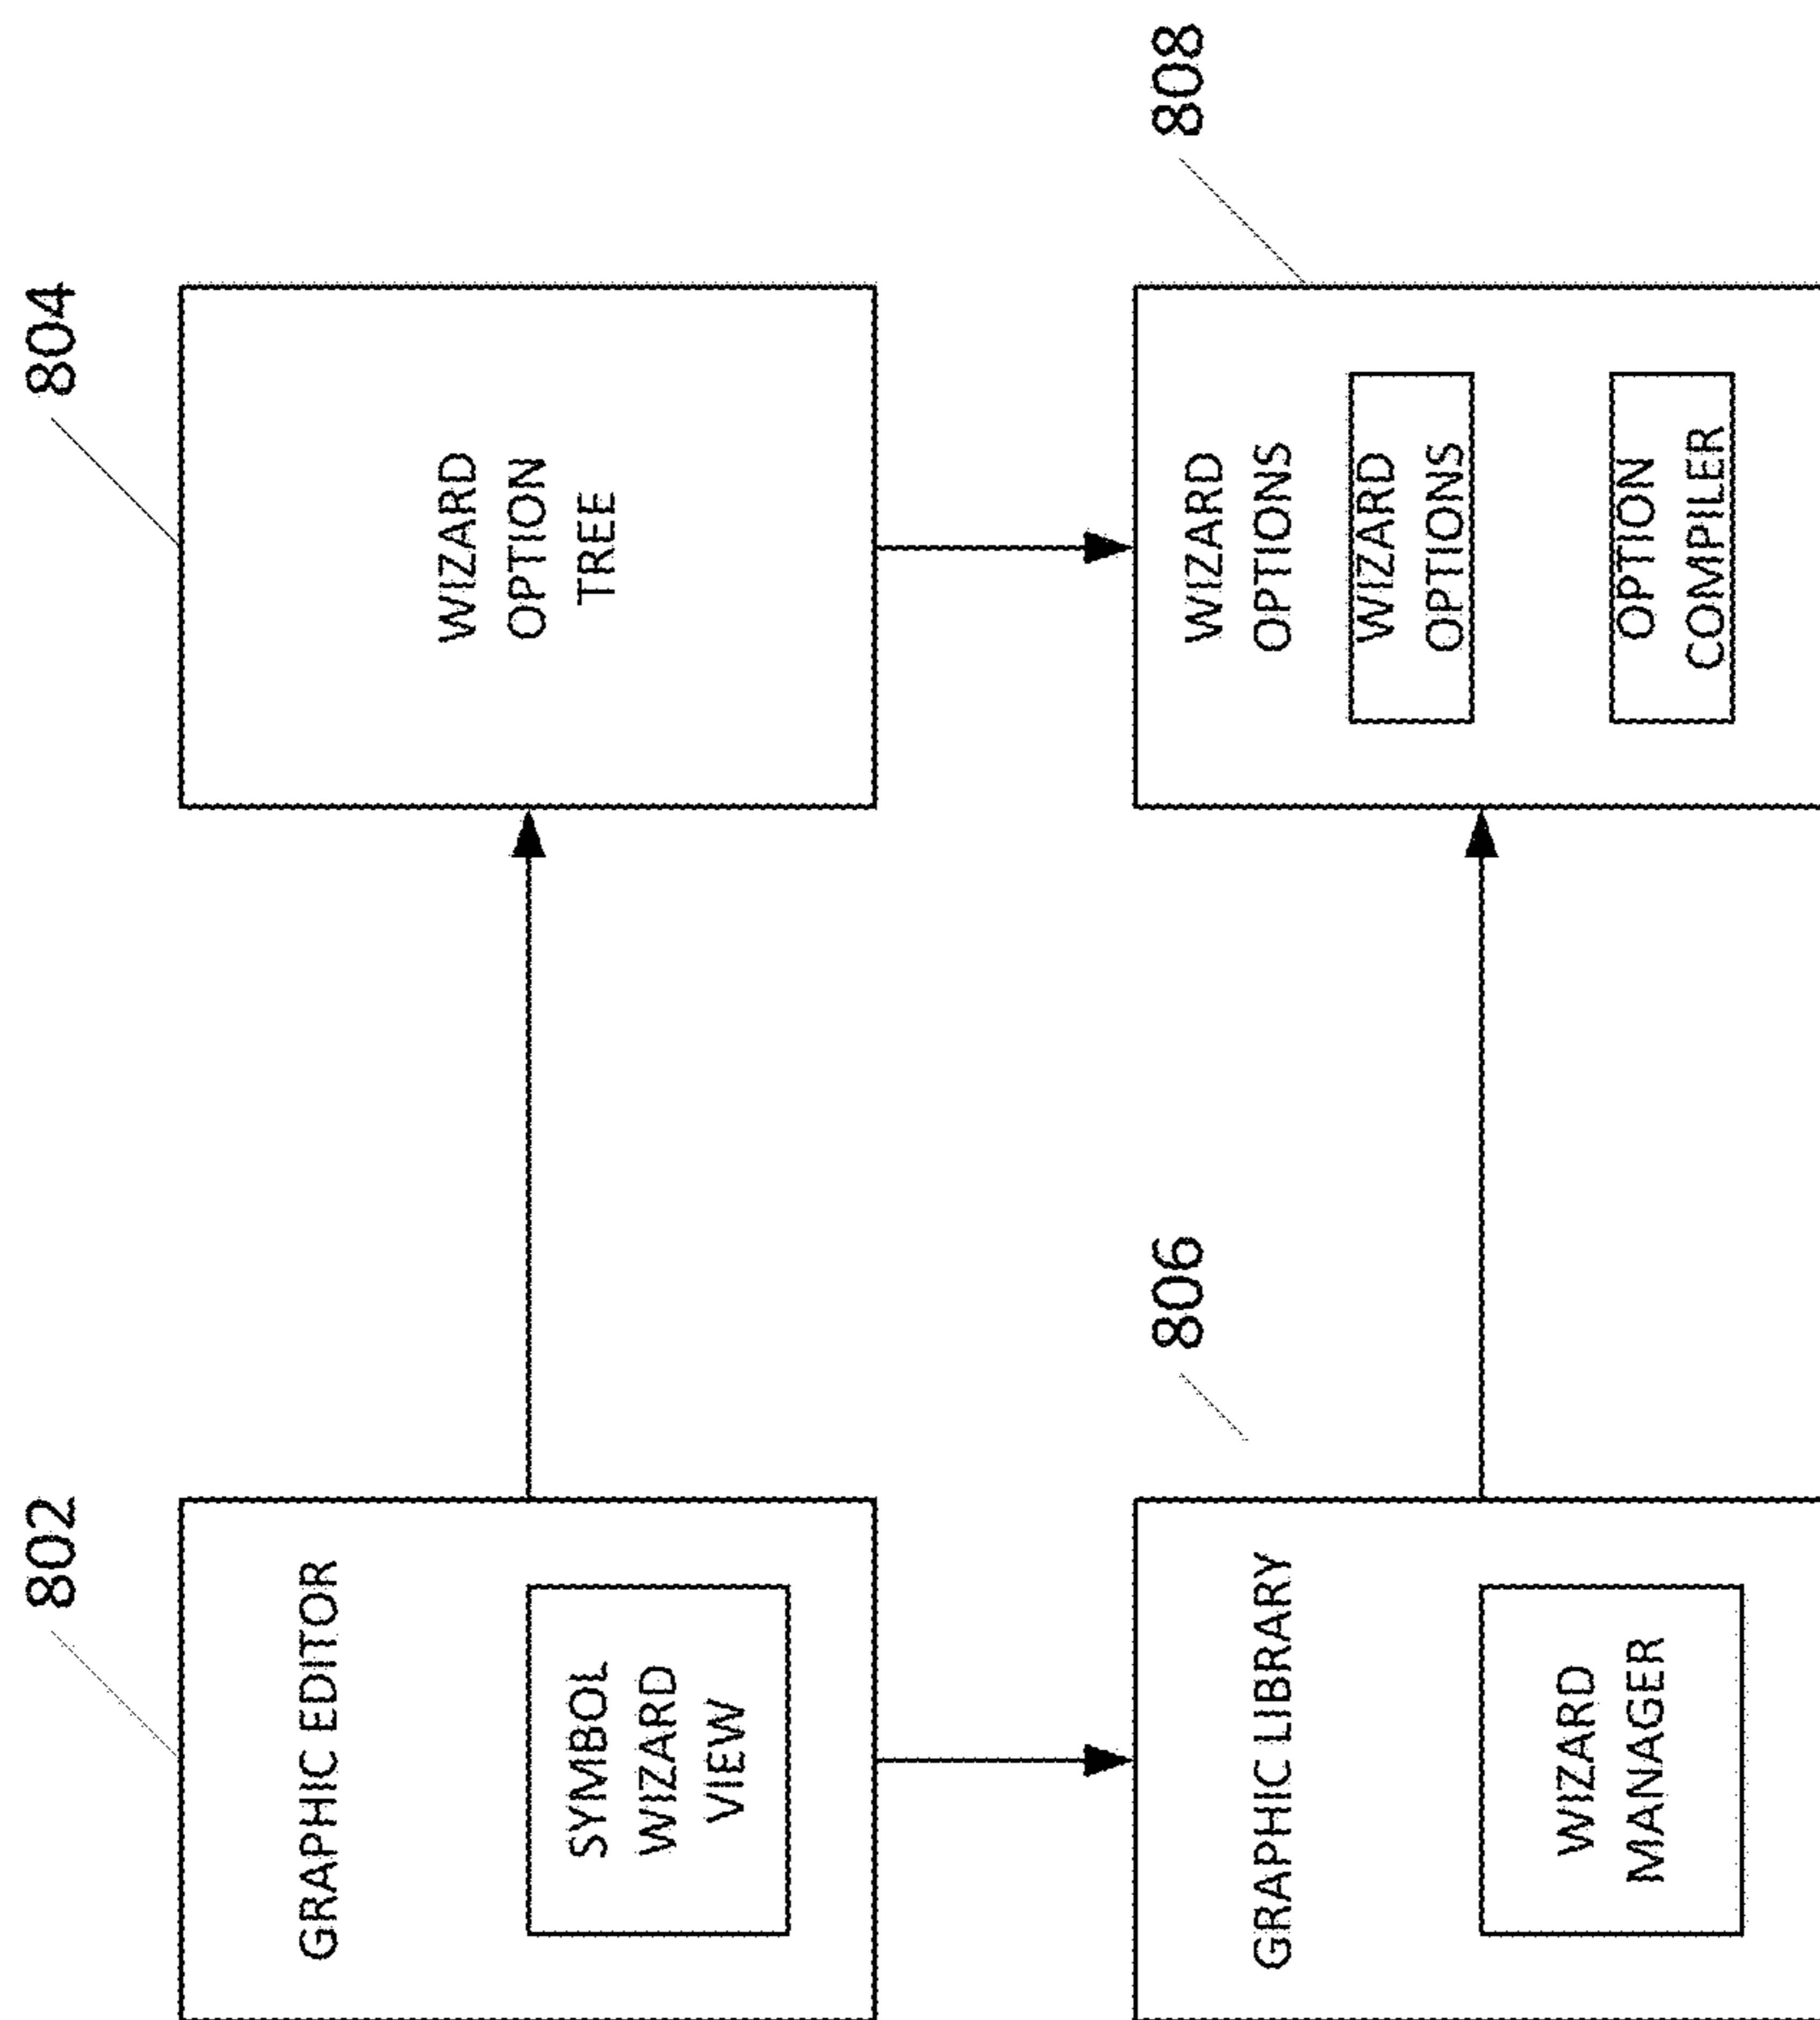 802
GRAPHIC EDITOR
SYMBOL
WIZARD
VIEW
804
WIZARD
OPTION
TREE
806
GRAPHIC LIBRARY
WIZARD
MANAGER
808
WIZARD
OPTIONS
WIZARD
OPTIONS
OPTION
COMPILER